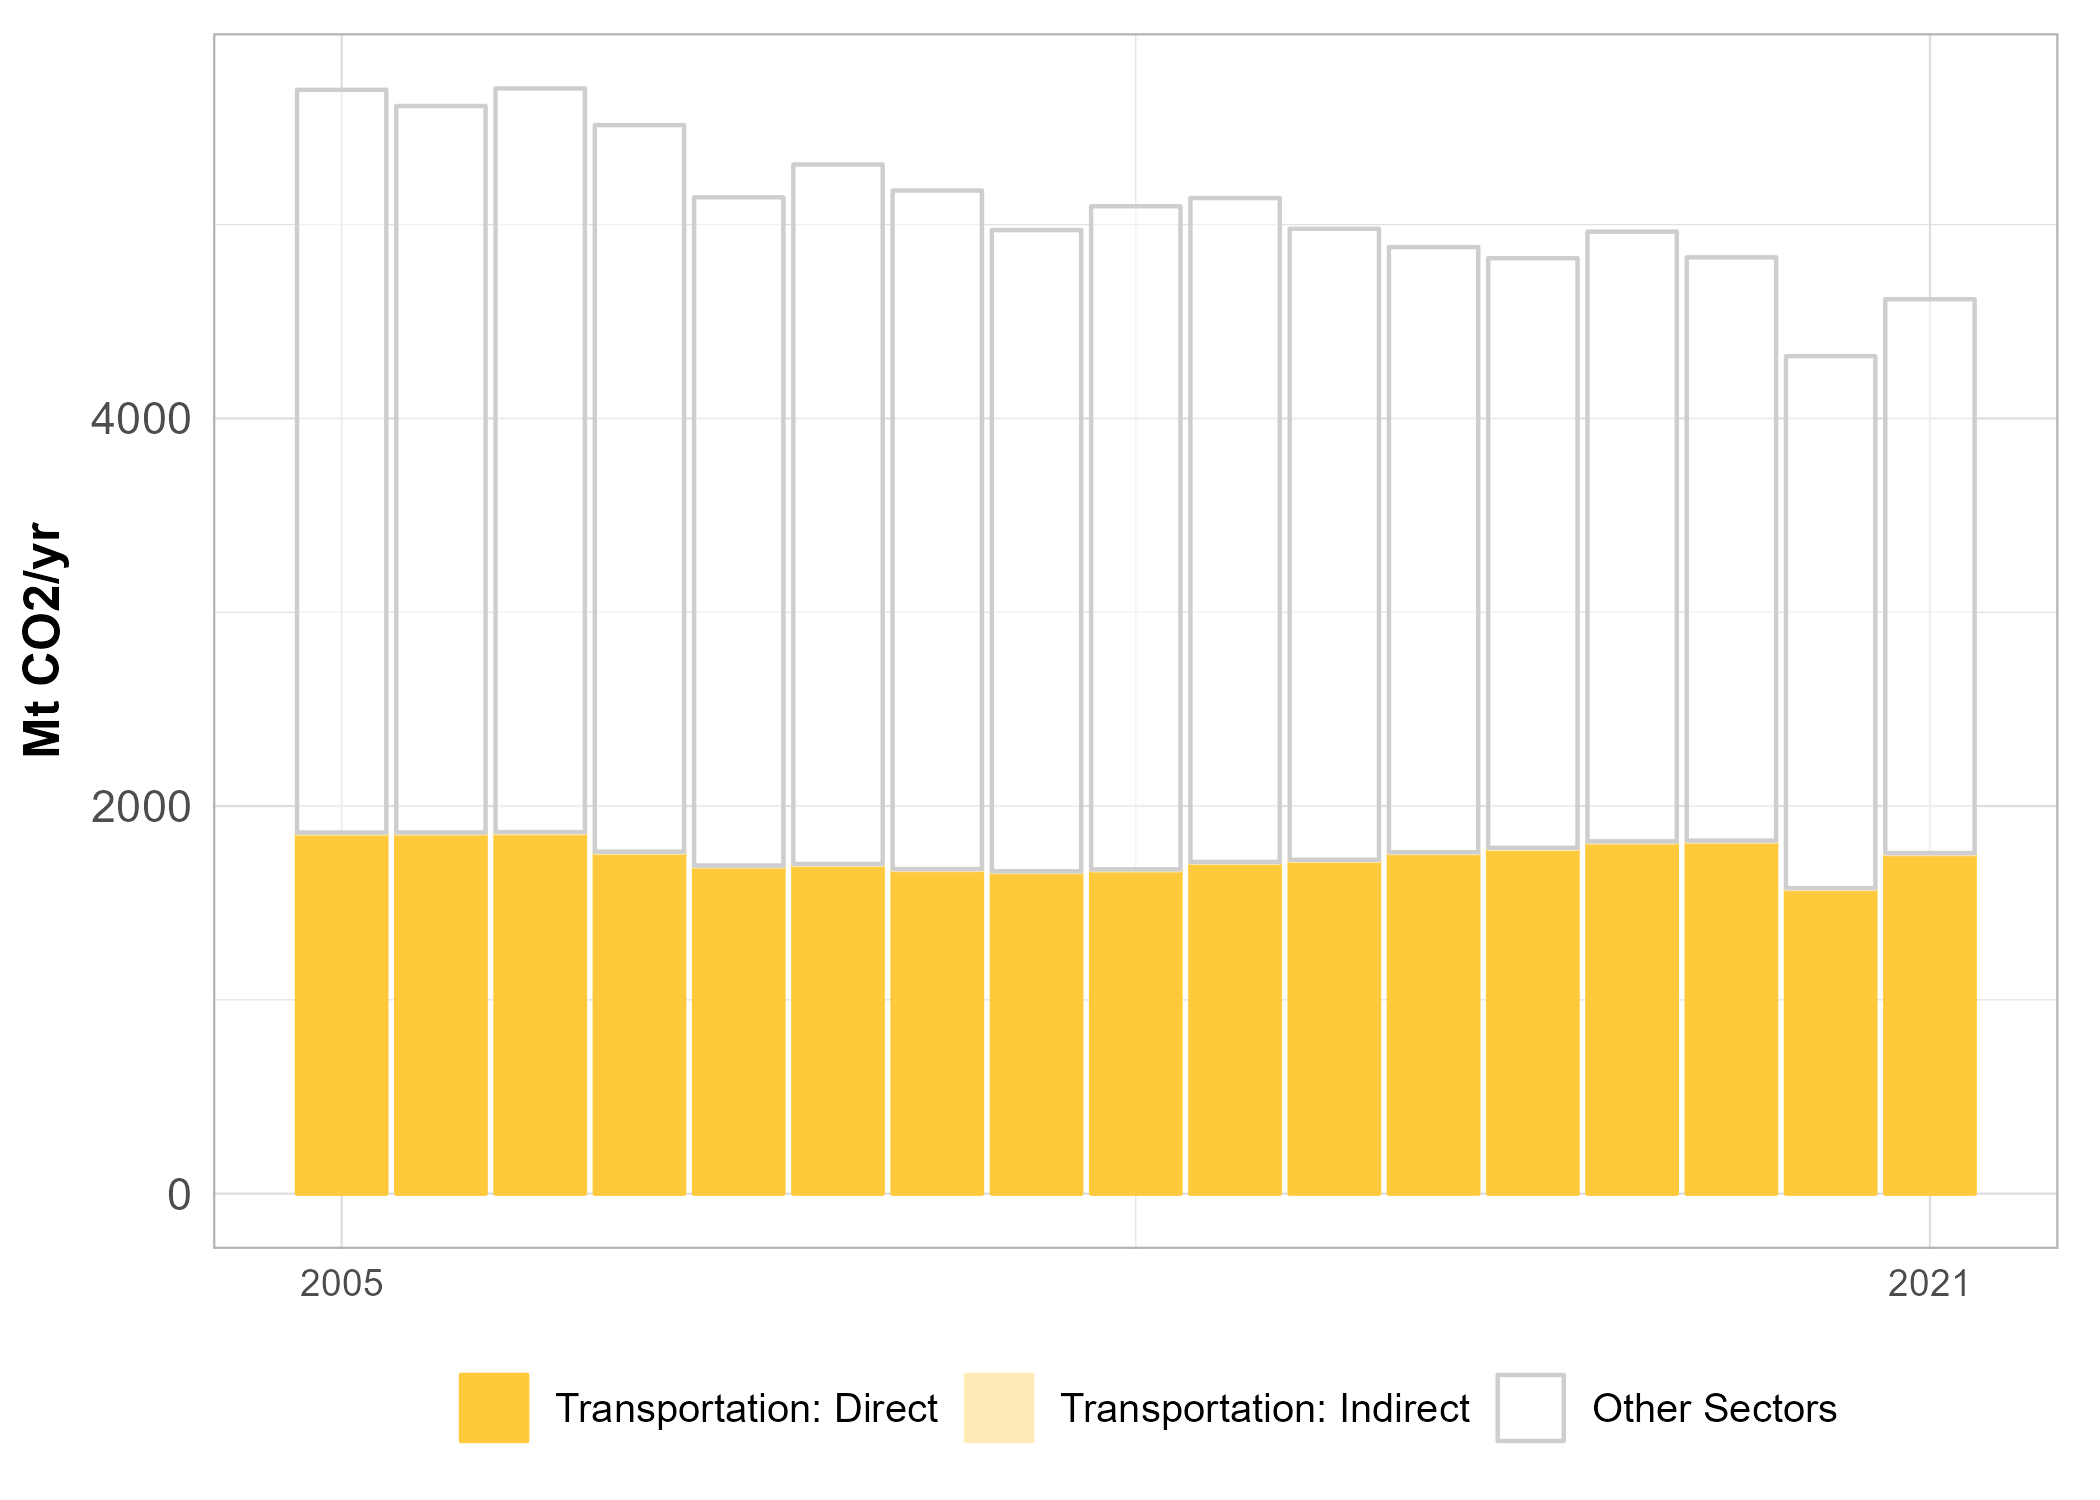 Mt CO2/yr
4000
2000
0
2005 2021
Transportation: Direct Transportation: Indirect Other Sectors